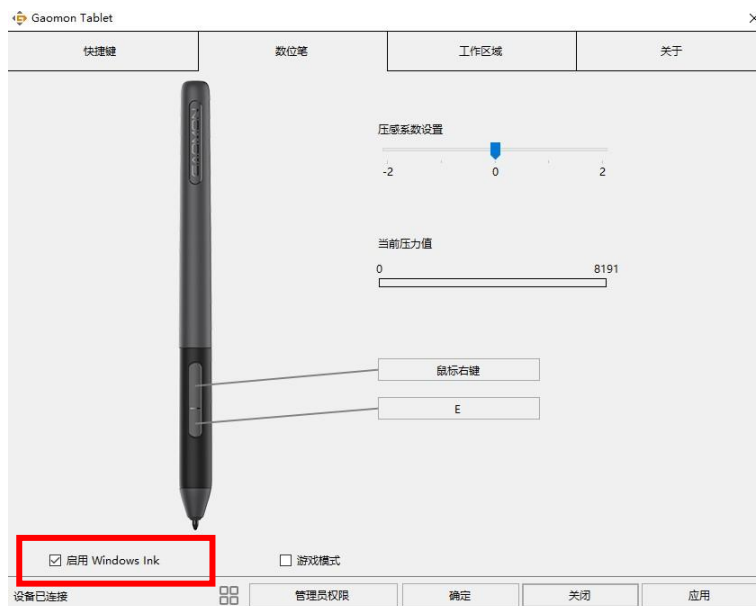 Gaomon Tablet
快捷键
数位笔
工作区域
关于
GAOMON
压感系数设置
-2
0
2
当前压力值
0
8191
鼠标右键
E
启用 Windows Ink
游戏模式
设备已连接
管理员权限
确定
关闭
应用